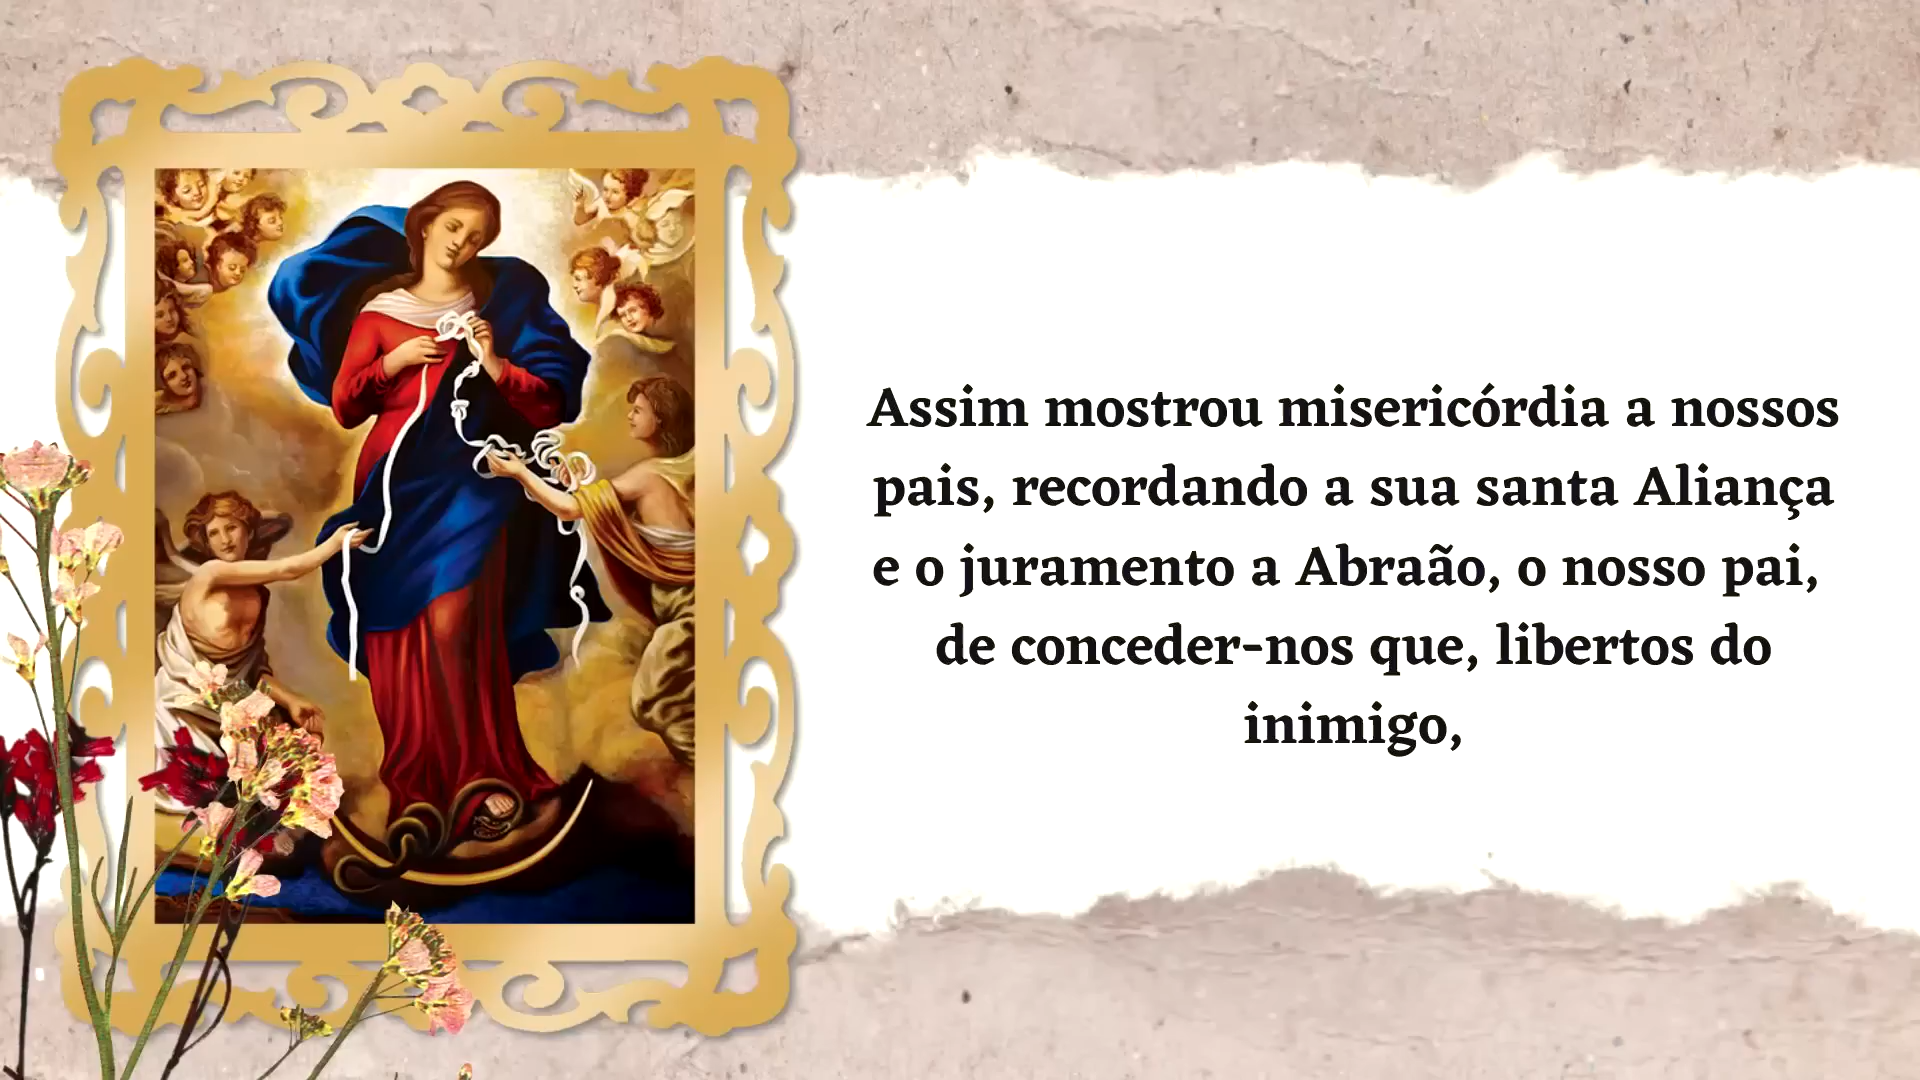 Assim mostrou misericórdia a nossos
pais, recordando a sua santa Aliança
e o juramento a Abraão, o nosso pai,
de conceder-nos que, libertos do
inimigo,